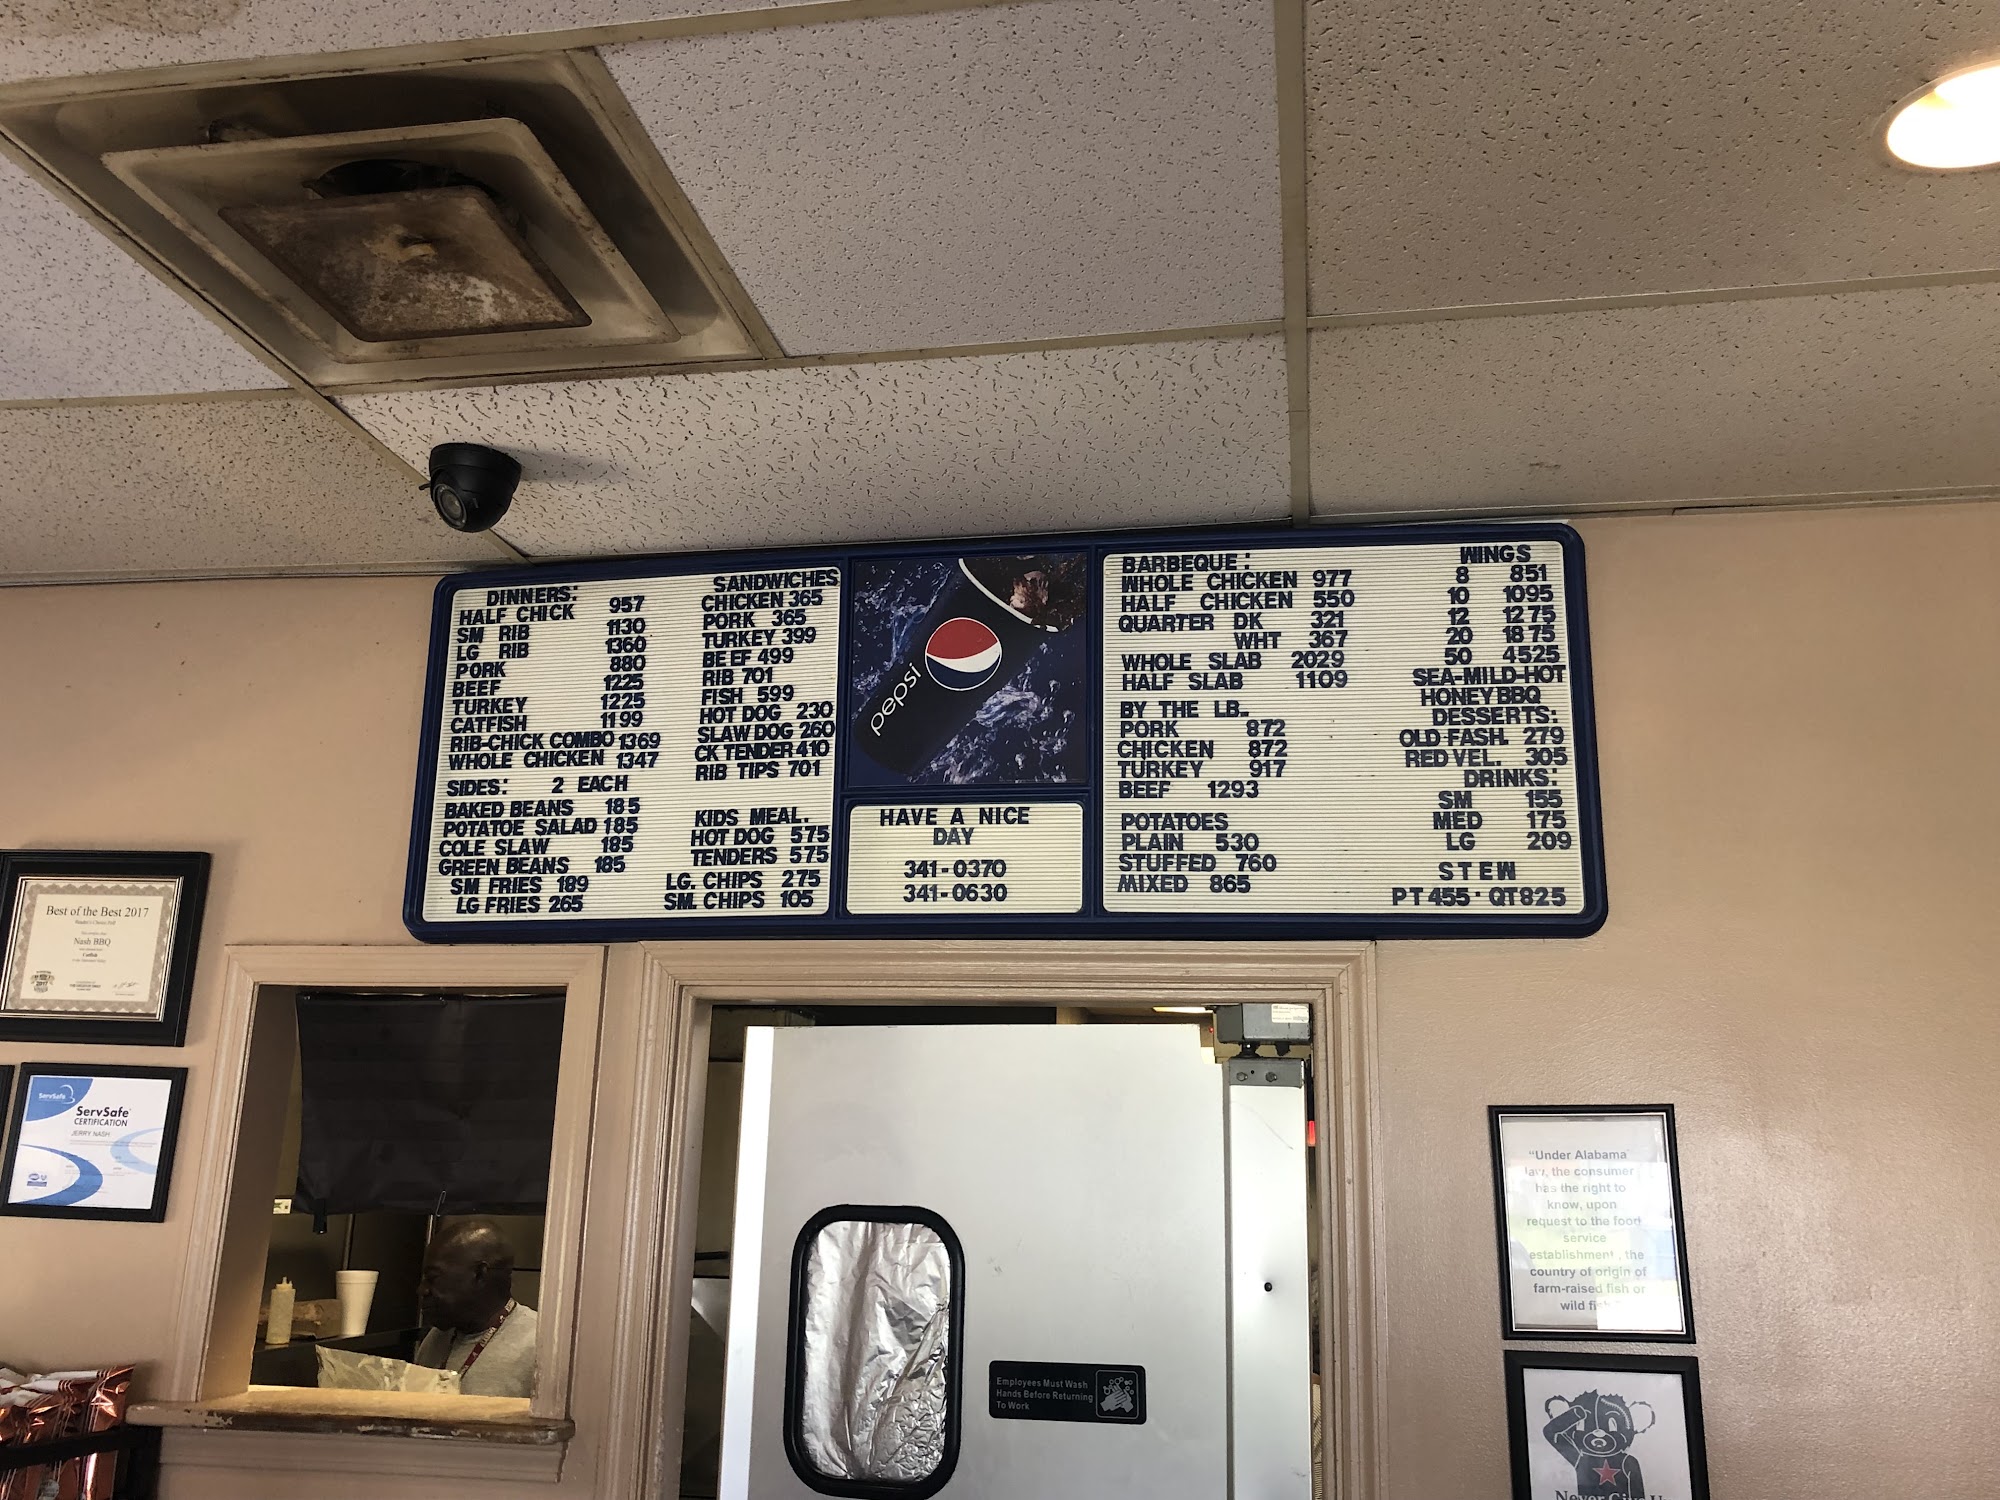 DINNERS:
HALF CHICK 957
SM RIB 1130
LG RIB 1360
PORK 880
BEEF 1225
TURKEY 1225
CATFISH 1199
RIB-CHICK COMBO 1369
WHOLE CHICKEN 1347
SIDES: 2 EACH
BAKED BEANS 185
POTATOE SALAD 185
COLE SLAW 185
GREEN BEANS 185
SM FRIES 189
LG FRIES 265
SANDWICHES
CHICKEN 365
PORK 365
TURKEY 399
BEEF 499
RIB 701
FISH 599
HOT DOG 230
SLAW DOG 260
CK TENDER 410
RIB TIPS 701
KIDS MEAL.
HOT DOG 575
TENDERS 575
LG. CHIPS 275
SM. CHIPS 105
pepsi
HAVE A NICE
DAY
341-0370
341-0630
BARBEQUE:
WHOLE CHICKEN 977
HALF CHICKEN 550
QUARTER DK 321
WHT 367
WHOLE SLAB 2029
HALF SLAB 1109
BY THE LB..
PORK 872
CHICKEN 872
TURKEY 917
BEEF 1293
POTATOES
PLAIN 530
STUFFED 760
MIXED 865
WINGS
8 851
10 1095
12 1275
20 1875
50 4525
SEA-MILD-HOT
HONEY BBQ
DESSERTS:
OLD FASH. 279
RED VEL. 305
DRINKS:
SM 155
MED 175
LG 209
STEW
PT 455 · QT 825
Best of the Best 2017
Nash BBQ
Catfish
2017
ServSafe
ServSafe
CERTIFICATION
JERRY NASH
Employees Must Wash
Hands Before Returning
To Work
"Under Alabama
law, the consumer
has the right to
know, upon
request to the food
service
establishment, the
country of origin of
farm-raised fish or
wild
Never